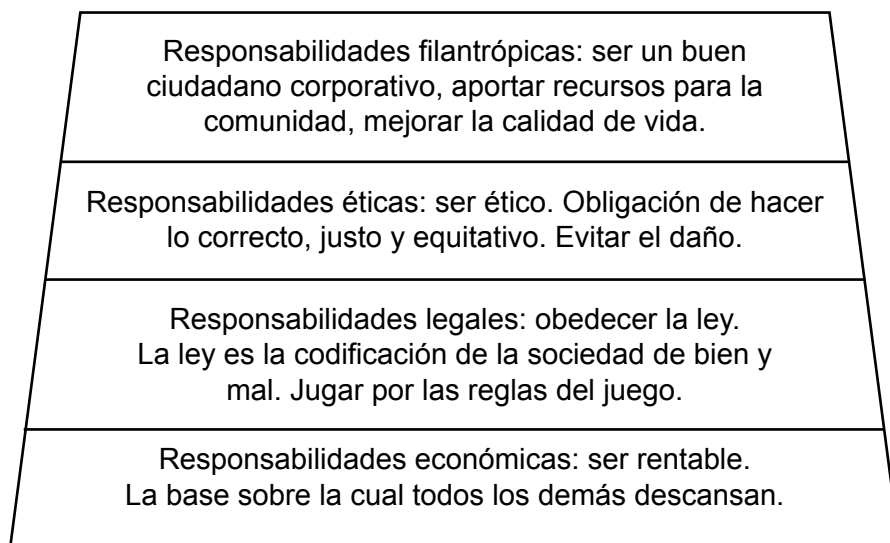 Responsabilidades filantrópicas: ser un buen
ciudadano corporativo, aportar recursos para la
comunidad, mejorar la calidad de vida.
Responsabilidades éticas: ser ético. Obligación de hacer
lo correcto, justo y equitativo. Evitar el daño.
Responsabilidades legales: obedecer la ley.
La ley es la codificación de la sociedad de bien y
mal. Jugar por las reglas del juego.
Responsabilidades económicas: ser rentable.
La base sobre la cual todos los demás descansan.